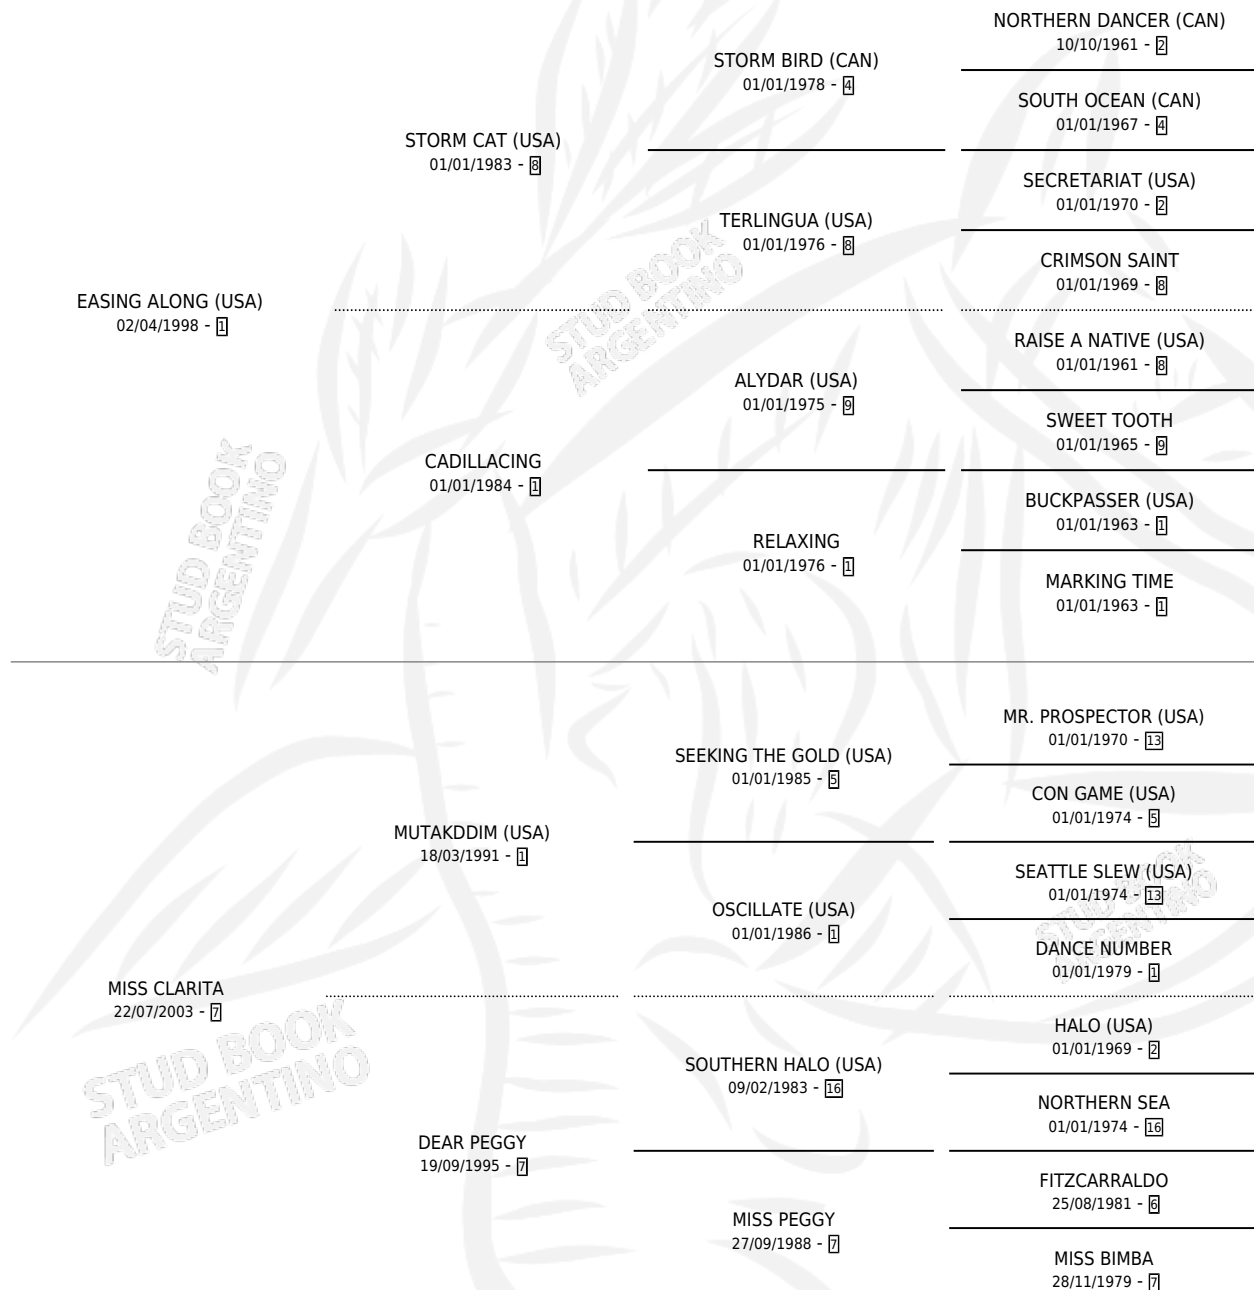 NORTHERN DANCER (CAN)
10/10/1961 - 2
STORM BIRD (CAN)
01/01/1978 - 4
SOUTH OCEAN (CAN)
01/01/1967 - 4
STORM CAT (USA)
01/01/1983 - 8
SECRETARIAT (USA)
01/01/1970 - 2
TERLINGUA (USA)
01/01/1976 - 8
CRIMSON SAINT
01/01/1969 - 8
EASING ALONG (USA)
02/04/1998 - 1
RAISE A NATIVE (USA)
01/01/1961 - 8
ALYDAR (USA)
01/01/1975 - 9
SWEET TOOTH
01/01/1965 - 9
CADILLACING
01/01/1984 - 1
BUCKPASSER (USA)
01/01/1963 - 1
RELAXING
01/01/1976 - 1
MARKING TIME
01/01/1963 - 1
MR. PROSPECTOR (USA)
01/01/1970 - 13
SEEKING THE GOLD (USA)
01/01/1985 - 5
CON GAME (USA)
01/01/1974 - 5
MUTAKDDIM (USA)
18/03/1991 - 1
SEATTLE SLEW (USA)
01/01/1974 - 13
OSCILLATE (USA)
01/01/1986 - 1
DANCE NUMBER
01/01/1979 - 1
MISS CLARITA
22/07/2003 - 7
HALO (USA)
01/01/1969 - 2
SOUTHERN HALO (USA)
09/02/1983 - 16
NORTHERN SEA
01/01/1974 - 16
DEAR PEGGY
19/09/1995 - 7
FITZCARRALDO
25/08/1981 - 6
MISS PEGGY
27/09/1988 - 7
MISS BIMBA
28/11/1979 - 7
STUD BOOK
ARGENTINO
STUD BOOK
ARGENTINO
STUD BOOK
ARGENTINO
STUD BOOK
ARGENTINO